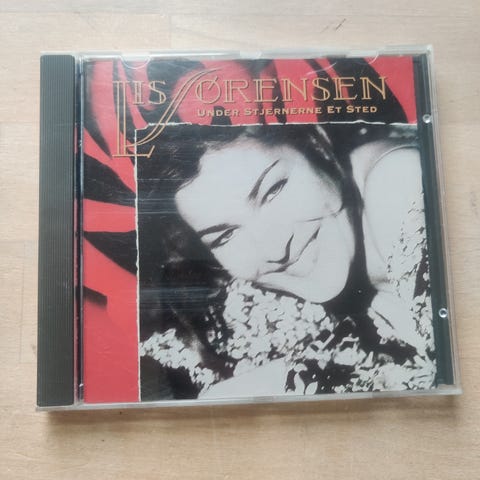 LIS SØRENSEN
UNDER STJERNERNE ET STED